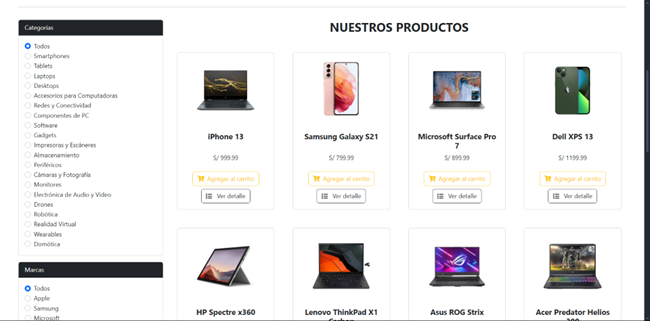 Categorías
Todos
Smartphones
Tablets
Laptops
Desktops
Accesorios para Computadoras
Redes y Conectividad
Componentes de PC
Software
Gadgets
Impresoras y Escáneres
Almacenamiento
Periféricos
Cámaras y Fotografía
Monitores
Electrónica de Audio y Video
Drones
Robótica
Realidad Virtual
Wearables
Domótica
Marcas
Todos
Apple
Samsung
Microsoft
NUESTROS PRODUCTOS
iPhone 13
S/ 999.99
Agregar al carrito
Ver detalle
Samsung Galaxy S21
S/ 799.99
Agregar al carrito
Ver detalle
Microsoft Surface Pro
7
S/ 899.99
Agregar al carrito
Ver detalle
Dell XPS 13
S/ 1199.99
Agregar al carrito
Ver detalle
HP Spectre x360
Lenovo ThinkPad X1
Carbon
Asus ROG Strix
Acer Predator Helios
300